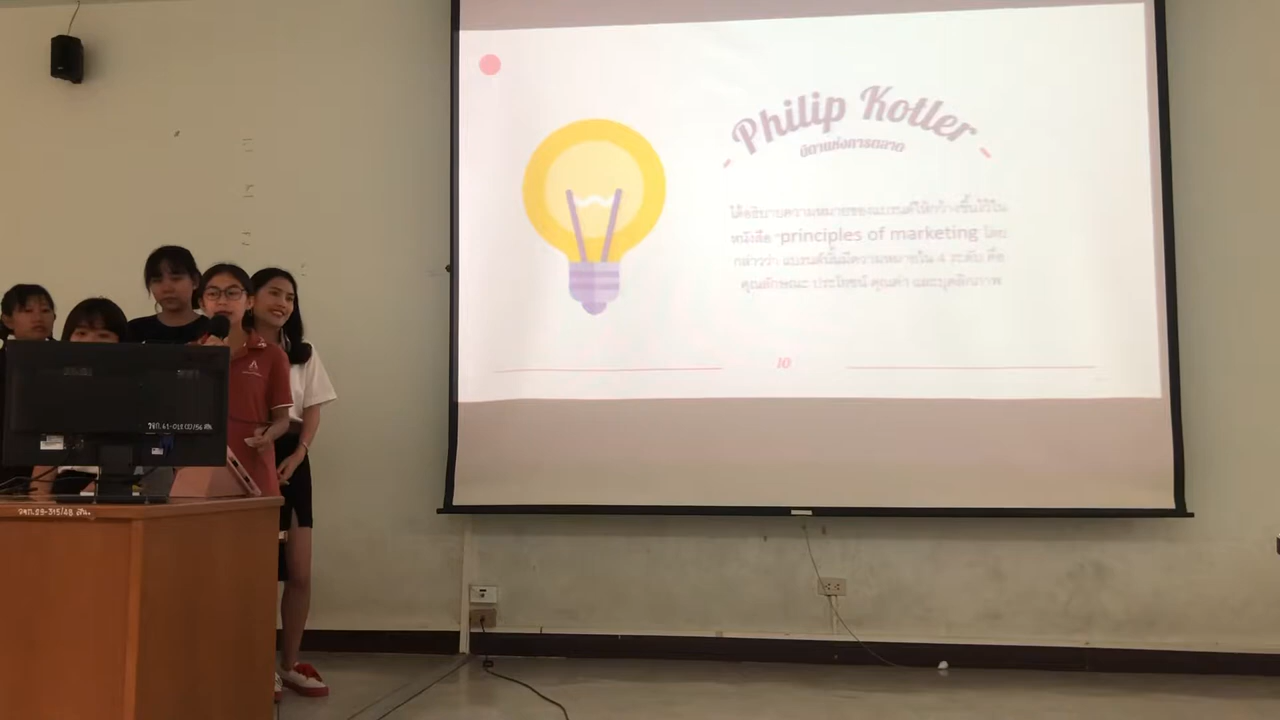 Philip Kotler
บิดาแห่งการตลาด
ได้อธิบายความหมายของแบรนด์ให้กว้างขึ้นไว้ใน
หนังสือ "principles of marketing โดย
กล่าวว่า แบรนด์นั้นมีความหมายใน 4 ระดับ คือ
คุณลักษณะ ประโยชน์ คุณค่า และบุคลิกภาพ
10